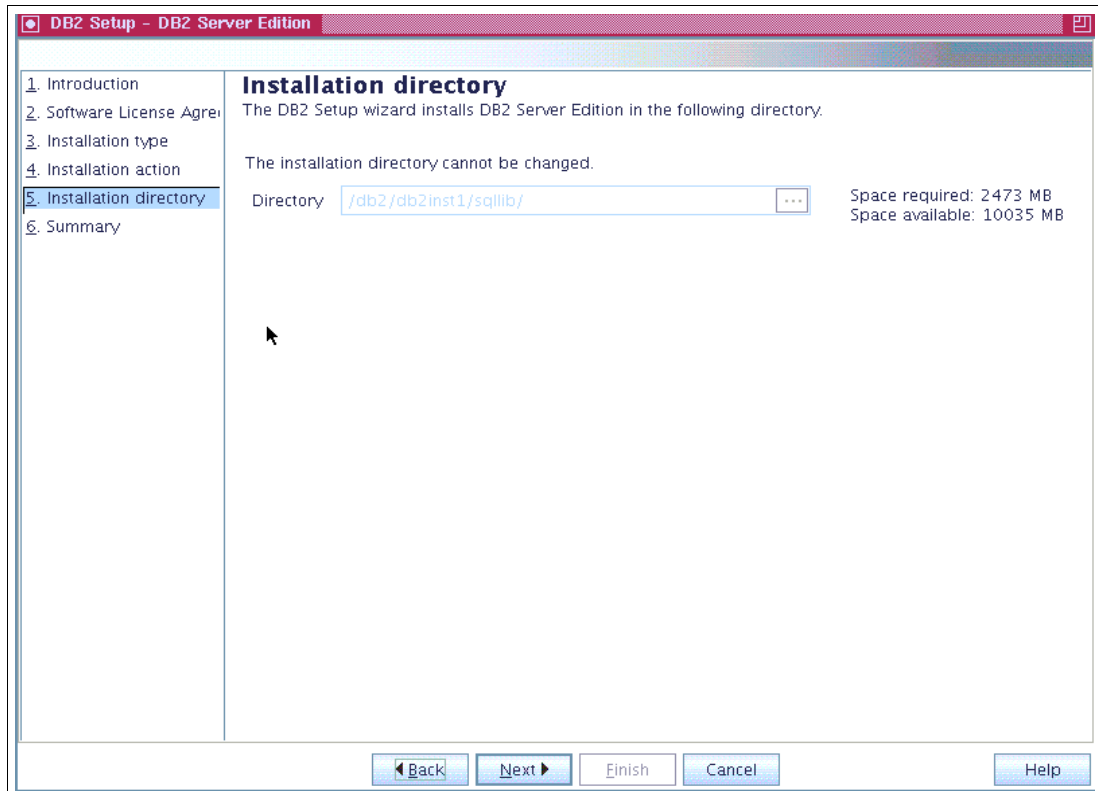 DB2 Setup - DB2 Server Edition
1. Introduction
2. Software License Agre
3. Installation type
4. Installation action
5. Installation directory
6. Summary
Installation directory
The DB2 Setup wizard installs DB2 Server Edition in the following directory.
The installation directory cannot be changed.
Directory /db2/db2inst1/sqllib/ ...
Space required: 2473 MB
Space available: 10035 MB
Back Next Finish Cancel Help